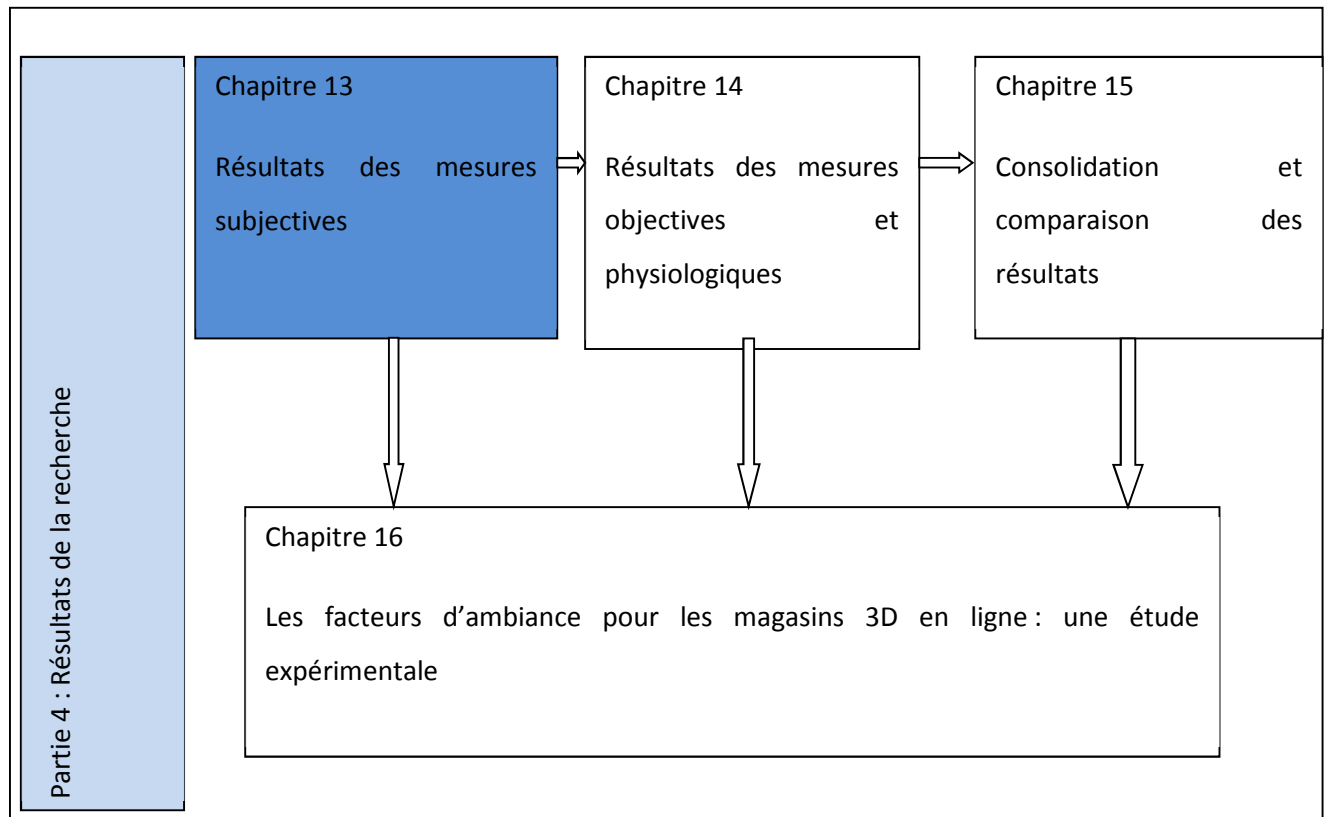 Partie 4 : Résultats de la recherche
Chapitre 13
Résultats des mesures
subjectives
Chapitre 14
Résultats des mesures
objectives et
physiologiques
Chapitre 15
Consolidation et
comparaison des
résultats
Chapitre 16
Les facteurs d’ambiance pour les magasins 3D en ligne : une étude
expérimentale